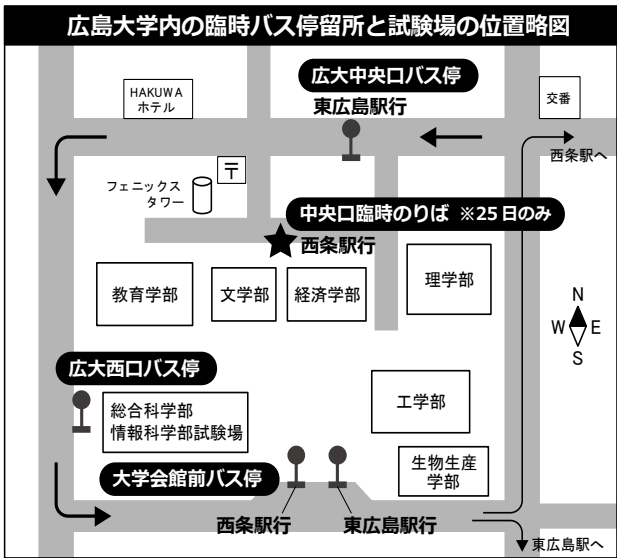 広島大学内の臨時バス停留所と試験場の位置略図
広大中央口バス停
東広島駅行
HAKUWA
ホテル
交番
西条駅へ
〒
フェニックス
タワー
中央口臨時のりば ※25日のみ
西条駅行
教育学部
文学部
経済学部
理学部
N
W E
S
広大西口バス停
総合科学部
情報科学部試験場
工学部
大学会館前バス停
生物生産
学部
西条駅行
東広島駅行
東広島駅へ